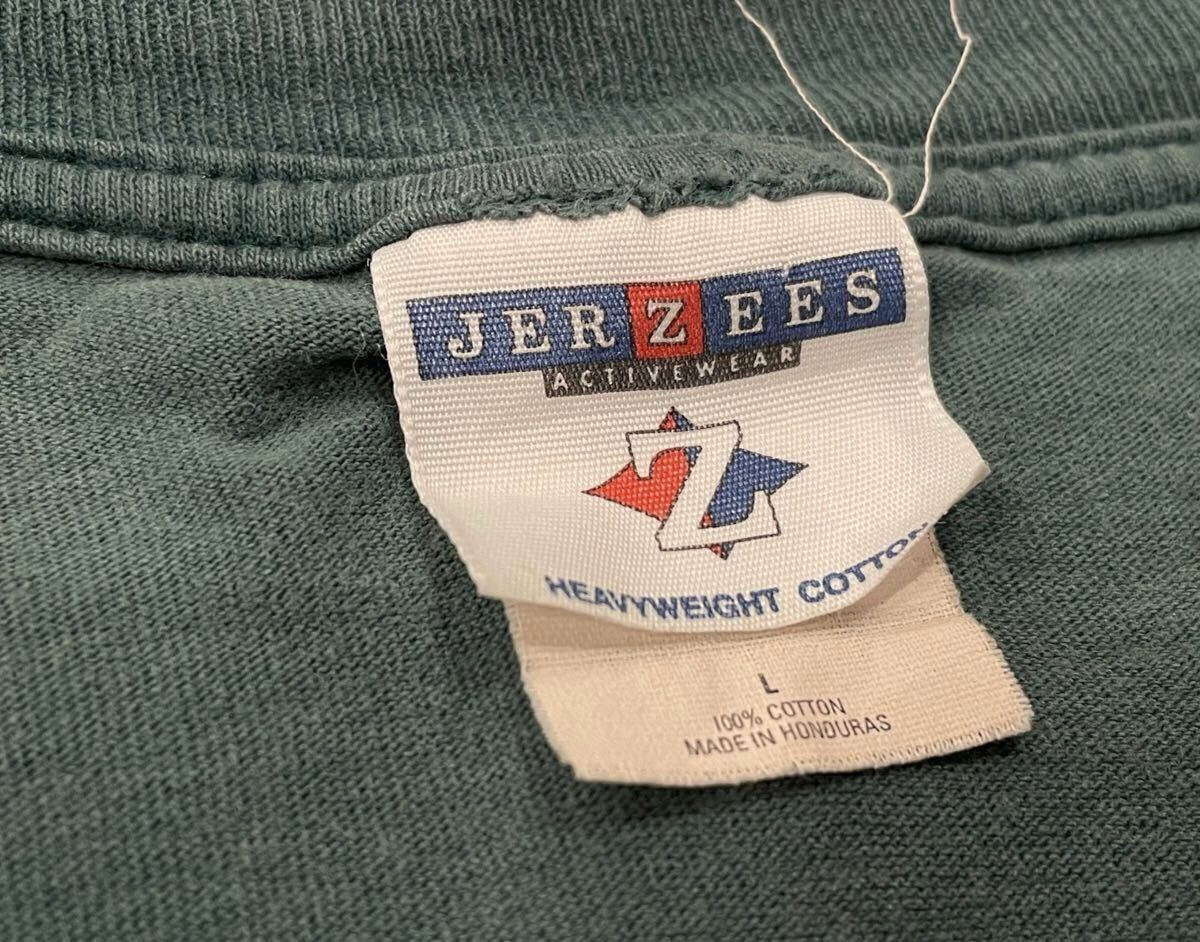 JERZEES
ACTIVEWEAR
Z
HEAVYWEIGHT COTTON
L
100% COTTON
MADE IN HONDURAS